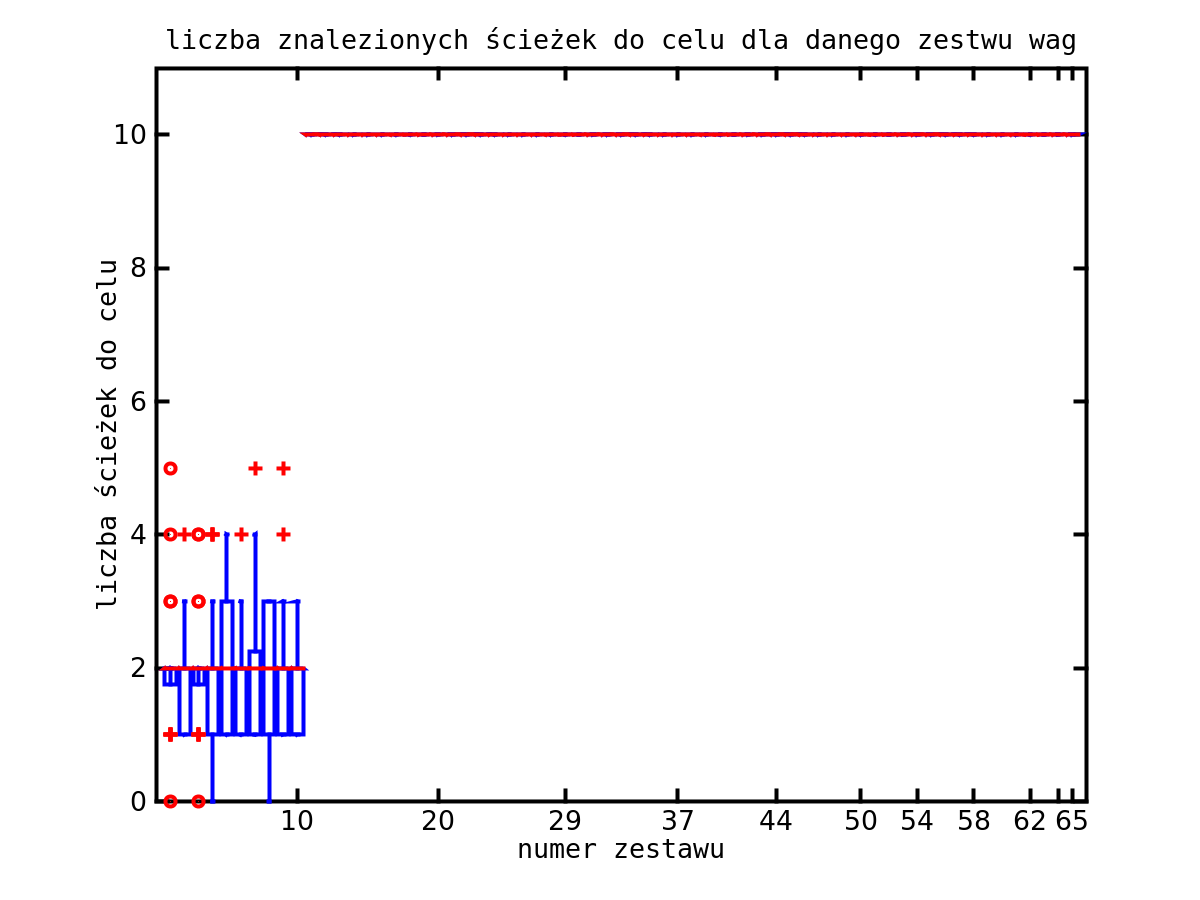 liczba znalezionych ścieżek do celu dla danego zestwu wag
liczba ścieżek do celu
10
8
6
4
2
0
10 20 29 37 44 50 54 58 62 65
numer zestawu